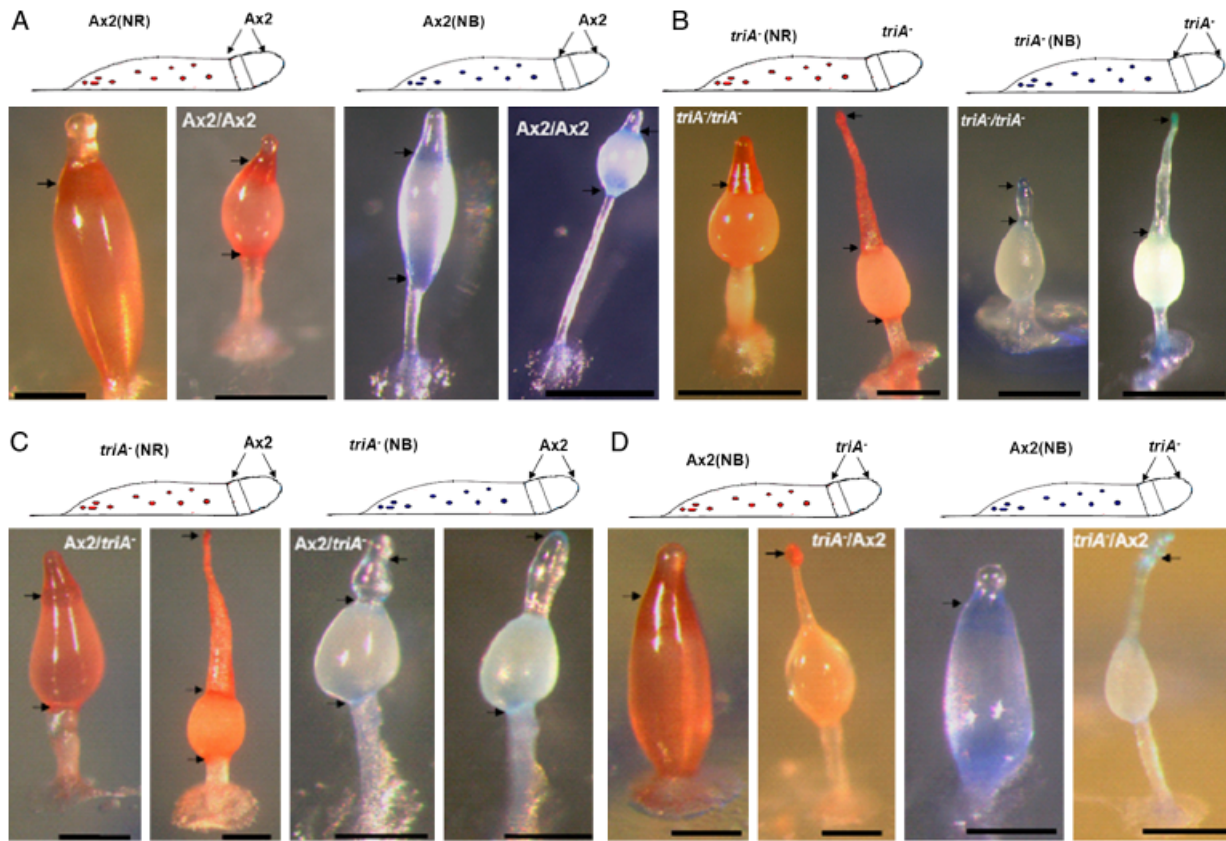 A
Ax2(NR)
Ax2
Ax2(NB)
Ax2
Ax2/Ax2
Ax2/Ax2
B
triA⁻(NR)
triA⁻
triA⁻(NB)
triA⁻
triA⁻/triA⁻
triA⁻/triA⁻
C
triA⁻(NR)
Ax2
triA⁻(NB)
Ax2
Ax2/triA⁻
Ax2/triA⁻
D
Ax2(NB)
triA⁻
Ax2(NB)
triA⁻
triA⁻/Ax2
triA⁻/Ax2